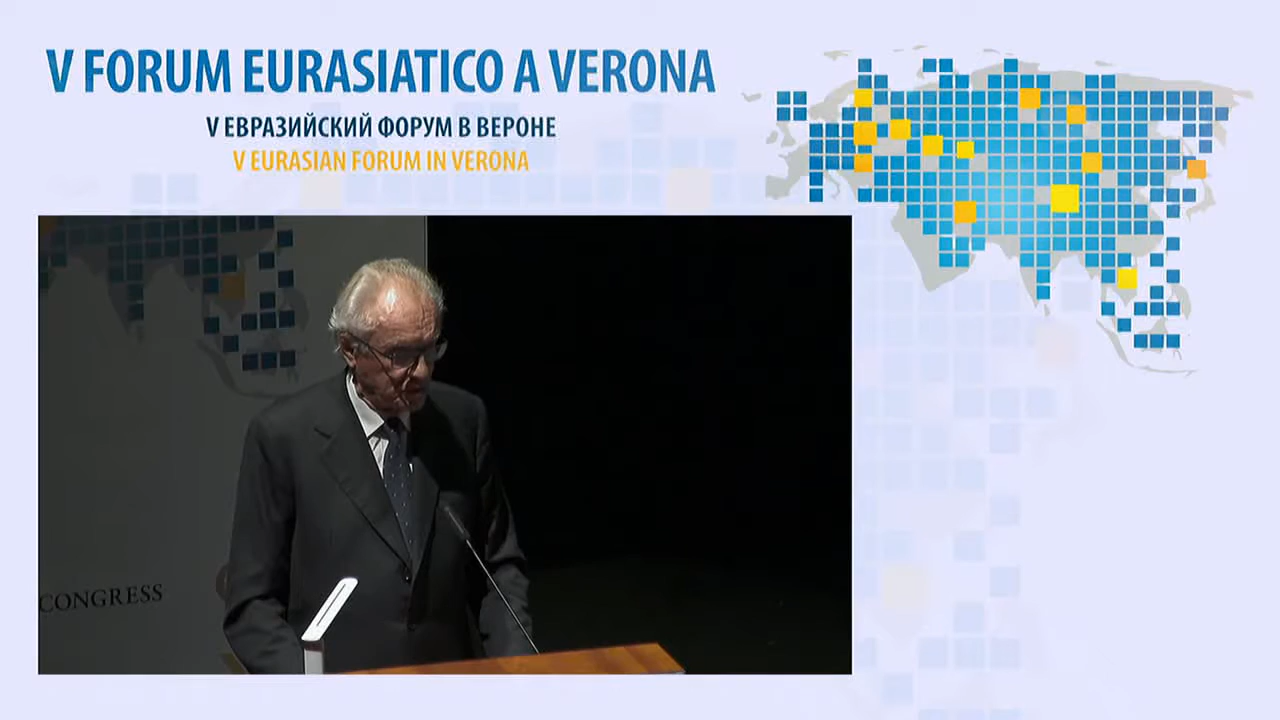 V FORUM EURASIATICO A VERONA
V ЕВРАЗИЙСКИЙ ФОРУМ В ВЕРОНЕ
V EURASIAN FORUM IN VERONA
CONGRESS